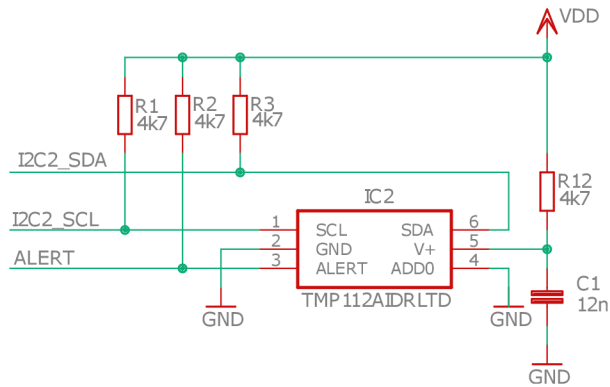 VDD
R1
4k7
R2
4k7
R3
4k7
I2C2_SDA
R12
4k7
IC2
I2C2_SCL
1 SCL SDA 6
2 GND V+ 5
ALERT
3 ALERT ADD0 4
C1
12n
TMP112AIDRLTD
GND
GND
GND